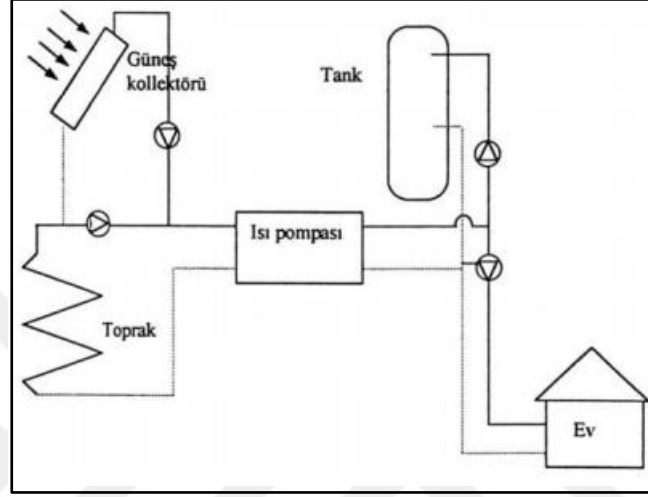 Güneş
kollektörü
Tank
Isı pompası
Toprak
Ev